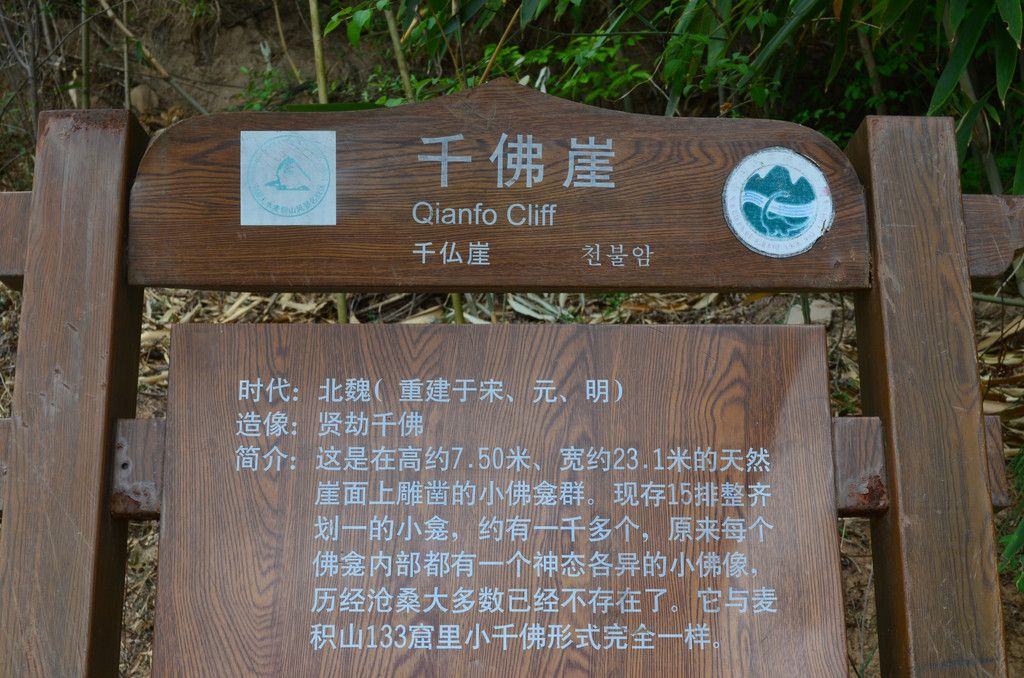 千佛崖
Qianfo Cliff
千仏崖 천불암
时代：北魏（重建于宋、元、明）
造像：贤劫千佛
简介：这是在高约7.50米、宽约23.1米的天然
崖面上雕凿的小佛龛群。现存15排整齐
划一的小龛，约有一千多个，原来每个
佛龛内部都有一个神态各异的小佛像，
历经沧桑大多数已经不存在了。它与麦
积山133窟里小千佛形式完全一样。